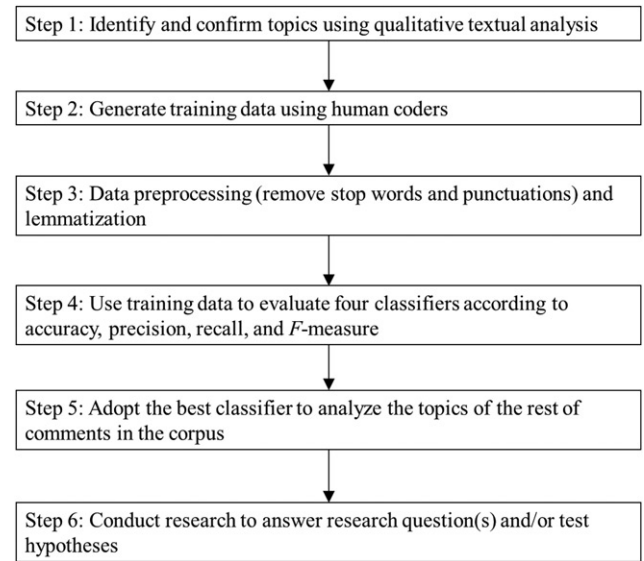 Step 1: Identify and confirm topics using qualitative textual analysis
Step 2: Generate training data using human coders
Step 3: Data preprocessing (remove stop words and punctuations) and
lemmatization
Step 4: Use training data to evaluate four classifiers according to
accuracy, precision, recall, and F-measure
Step 5: Adopt the best classifier to analyze the topics of the rest of
comments in the corpus
Step 6: Conduct research to answer research question(s) and/or test
hypotheses